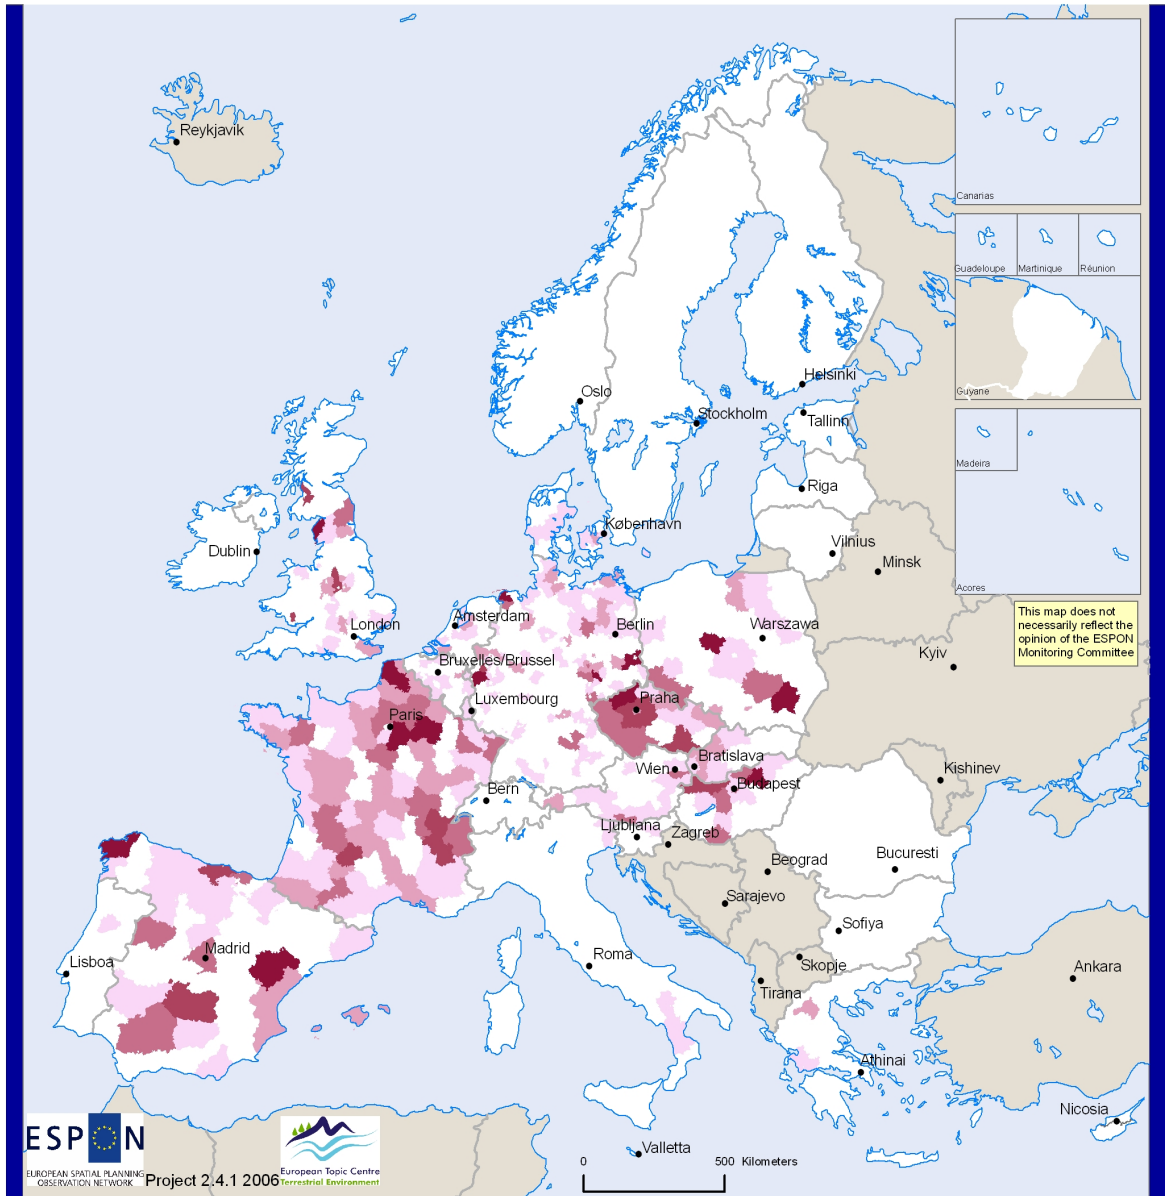 Reykjavik
Canarias
Guadeloupe
Martinique
Réunion
Guyane
Madeira
Acores
Oslo
Helsinki
Stockholm
Tallinn
Riga
København
Vilnius
Minsk
Dublin
This map does not
necessarily reflect the
opinion of the ESPON
Monitoring Committee
London
Amsterdam
Berlin
Warszawa
Kyiv
Bruxelles/Brussel
Luxembourg
Praha
Paris
Bratislava
Wien
Budapest
Kishinev
Bern
Ljubljana
Zagreb
Beograd
Bucuresti
Sarajevo
Sofiya
Madrid
Lisboa
Roma
Skopje
Tirana
Ankara
Athinai
Nicosia
Valletta
ESPON
EUROPEAN SPATIAL PLANNING
OBSERVATION NETWORK
Project 2.4.1 2006
European Topic Centre
Terrestrial Environment
0 500 Kilometers